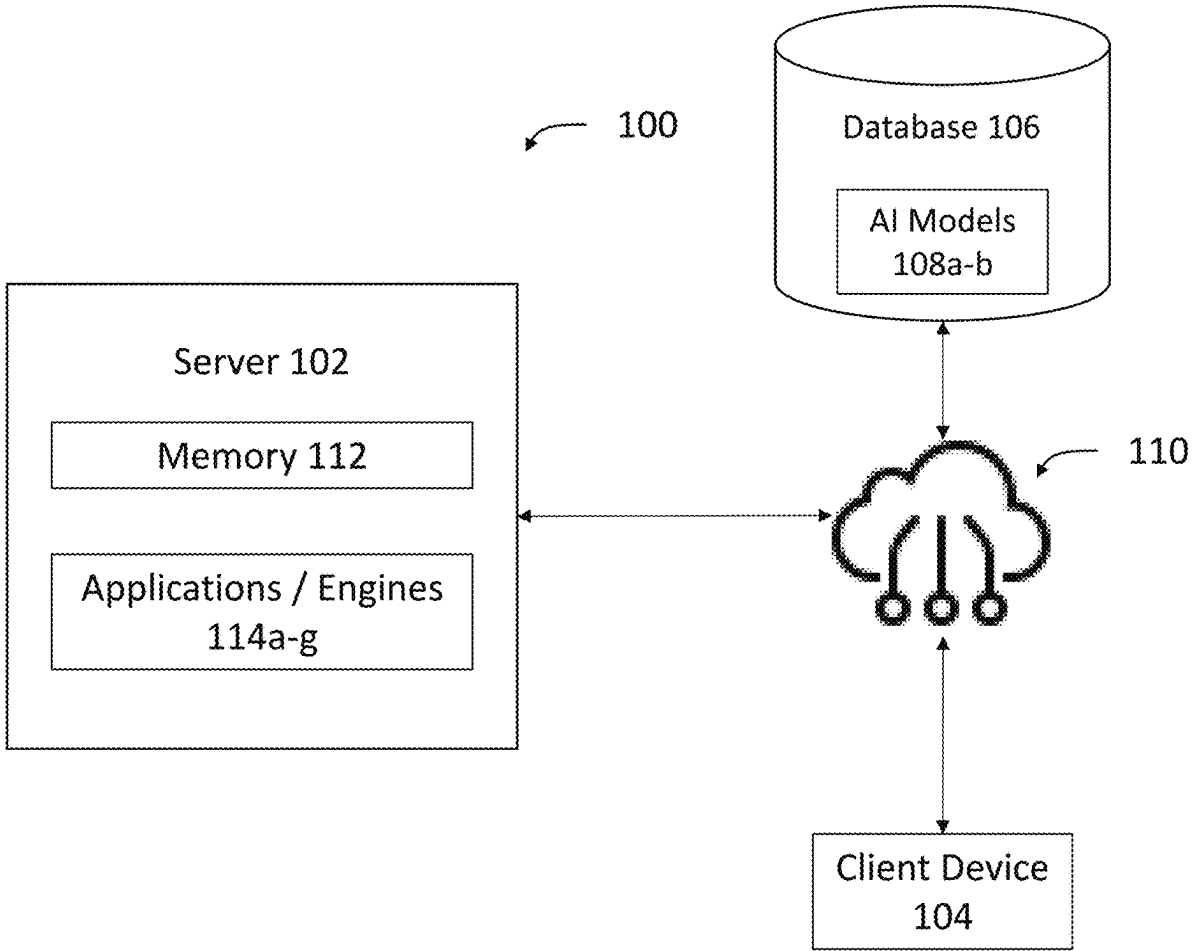 100
Database 106
AI Models
108a-b
Server 102
Memory 112
Applications / Engines
114a-g
110
Client Device
104